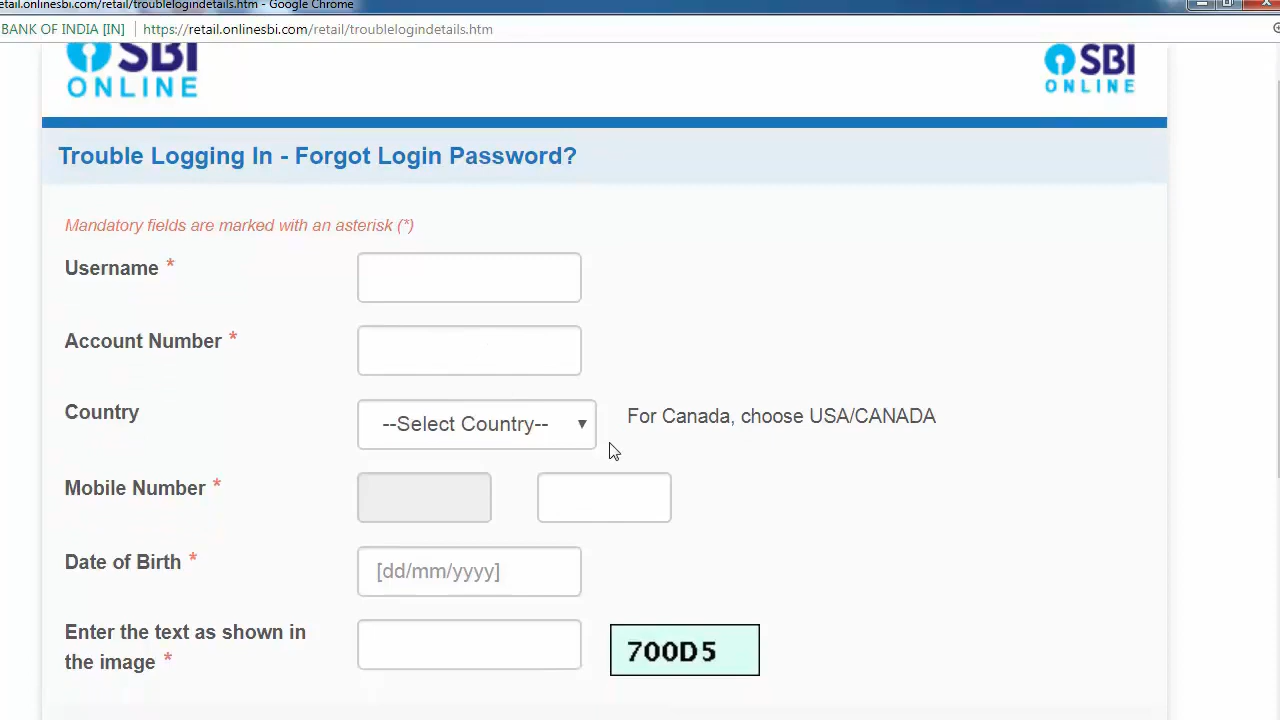 etail.onlinesbi.com/retail/troublelogindetails.htm - Google Chrome
BANK OF INDIA [IN] https://retail.onlinesbi.com/retail/troublelogindetails.htm
SBI SBI
ONLINE ONLINE
Trouble Logging In - Forgot Login Password?
Mandatory fields are marked with an asterisk (*)
Username *
Account Number *
Country --Select Country-- For Canada, choose USA/CANADA
Mobile Number *
Date of Birth * [dd/mm/yyyy]
Enter the text as shown in
the image * 700D5